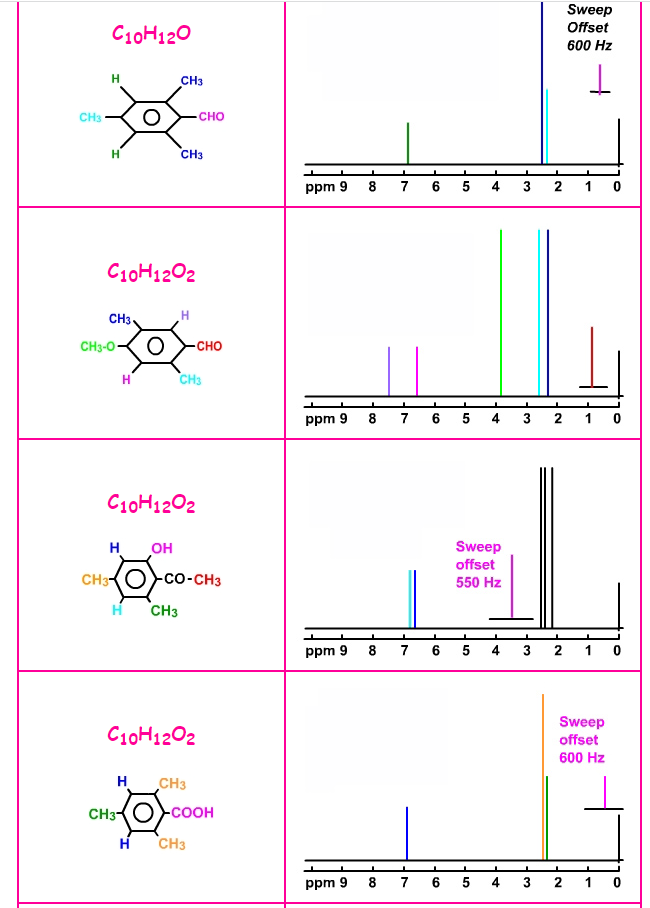 C10H12O
Sweep
Offset
600 Hz
H
CH3
CH3
CHO
H
CH3
ppm 9 8 7 6 5 4 3 2 1 0
C10H12O2
CH3
H
CH3-O
CHO
H
CH3
ppm 9 8 7 6 5 4 3 2 1 0
C10H12O2
H
OH
CH3
CO-CH3
H
CH3
Sweep
offset
550 Hz
ppm 9 8 7 6 5 4 3 2 1 0
C10H12O2
H
CH3
CH3
COOH
H
CH3
Sweep
offset
600 Hz
ppm 9 8 7 6 5 4 3 2 1 0